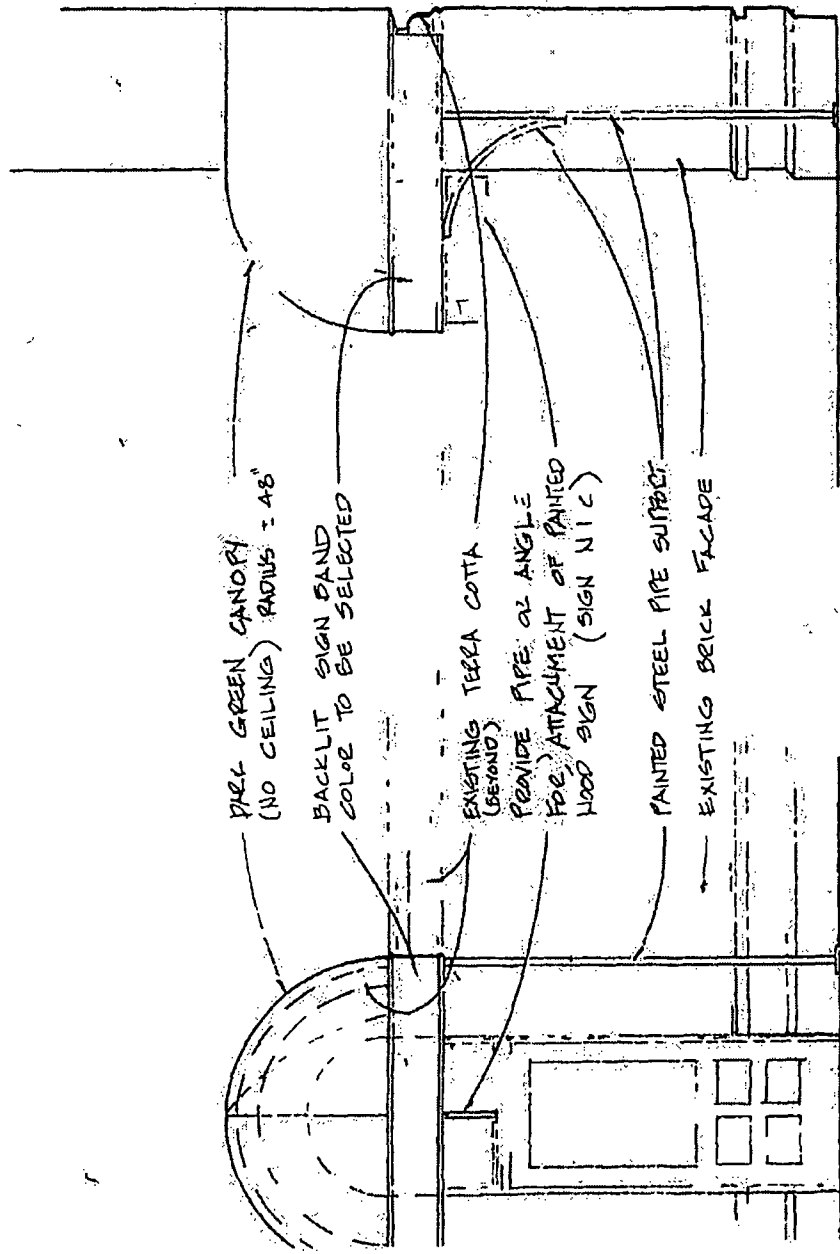 DARK GREEN CANOPY
(NO CEILING) RADIUS = 48"
BACKLIT SIGN BAND
COLOR TO BE SELECTED
EXISTING TERRA COTTA
(BEYOND)
PROVIDE PIPE OR ANGLE
FOR ATTACHMENT OF PAINTED
WOOD SIGN (SIGN N I C)
PAINTED STEEL PIPE SUPPORT
EXISTING BRICK FACADE